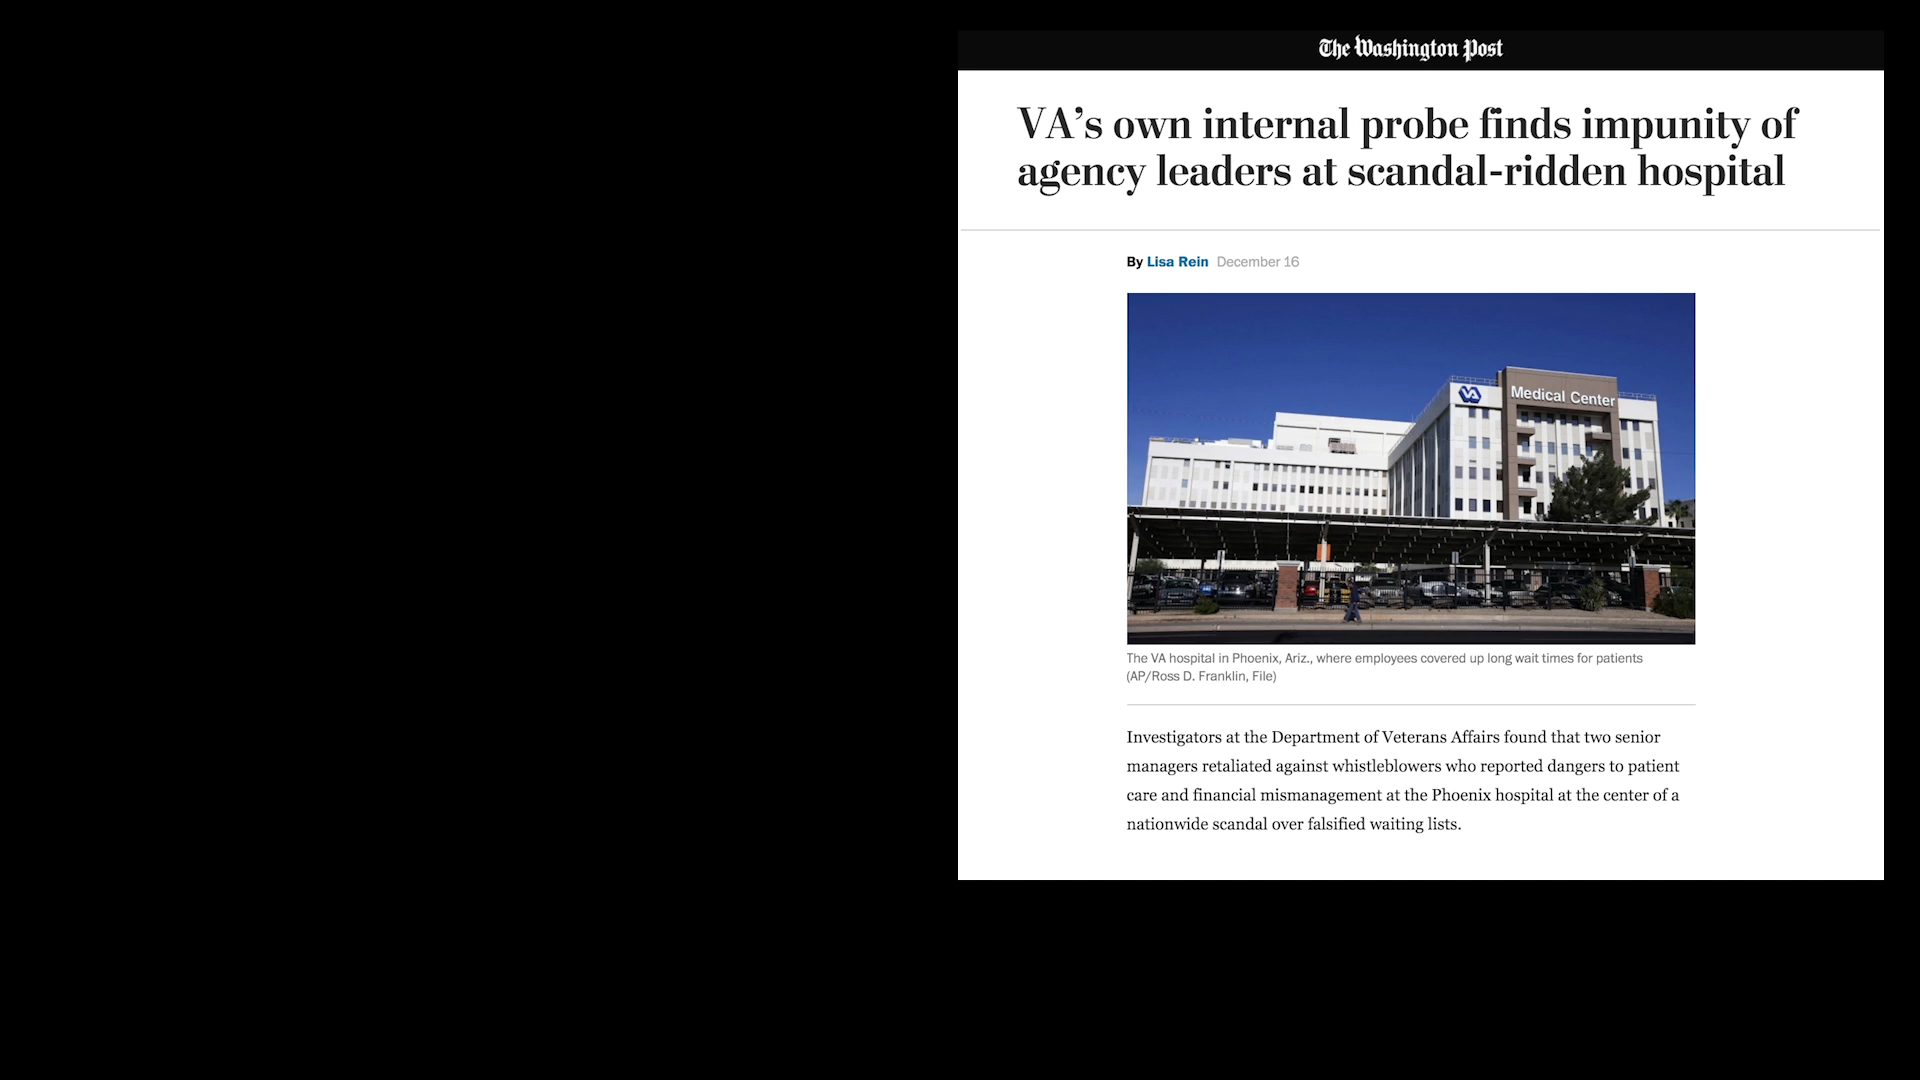 The Washington Post
VA’s own internal probe finds impunity of
agency leaders at scandal-ridden hospital
By Lisa Rein December 16
VA
Medical Center
The VA hospital in Phoenix, Ariz., where employees covered up long wait times for patients
(AP/Ross D. Franklin, File)
Investigators at the Department of Veterans Affairs found that two senior
managers retaliated against whistleblowers who reported dangers to patient
care and financial mismanagement at the Phoenix hospital at the center of a
nationwide scandal over falsified waiting lists.